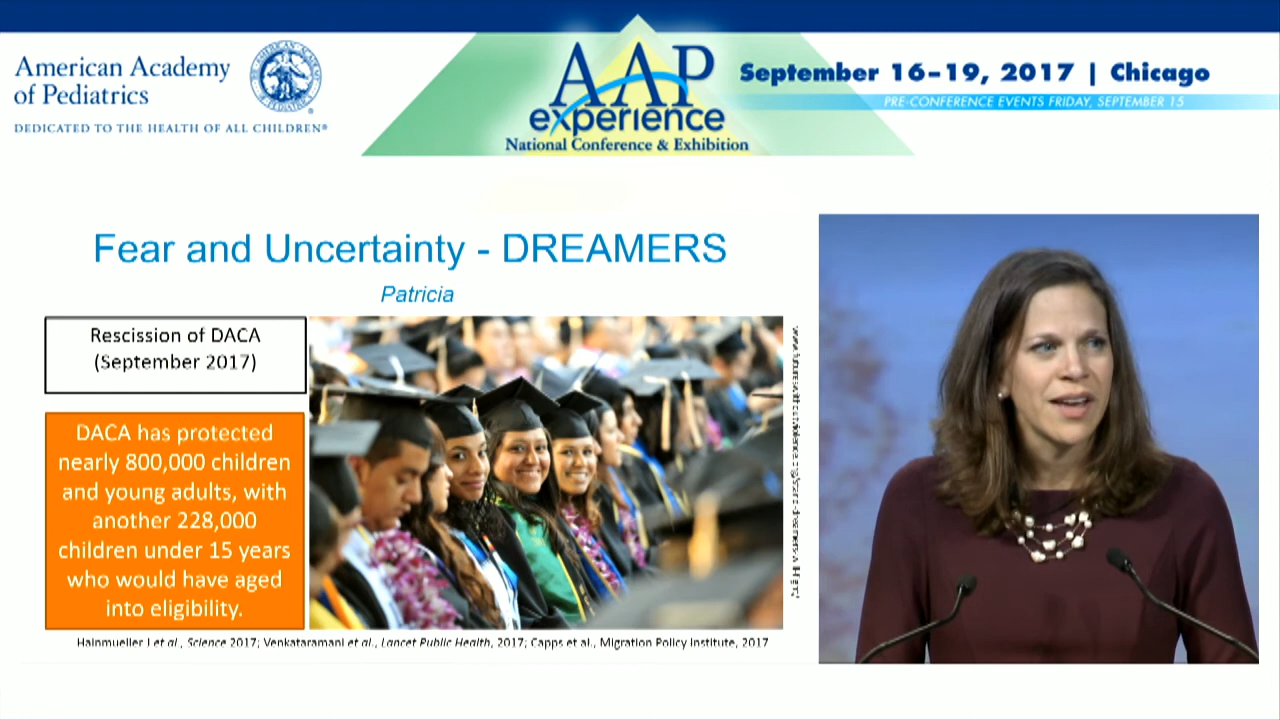 American Academy
of Pediatrics
DEDICATED TO THE HEALTH OF ALL CHILDREN®
AAP
experience
National Conference & Exhibition
September 16–19, 2017 | Chicago
PRE-CONFERENCE EVENTS FRIDAY, SEPTEMBER 15
Fear and Uncertainty - DREAMERS
Patricia
Rescission of DACA
(September 2017)
DACA has protected
nearly 800,000 children
and young adults, with
another 228,000
children under 15 years
who would have aged
into eligibility.
Hainmueller J et al., Science 2017; Venkataramani et al., Lancet Public Health, 2017; Capps et al., Migration Policy Institute, 2017